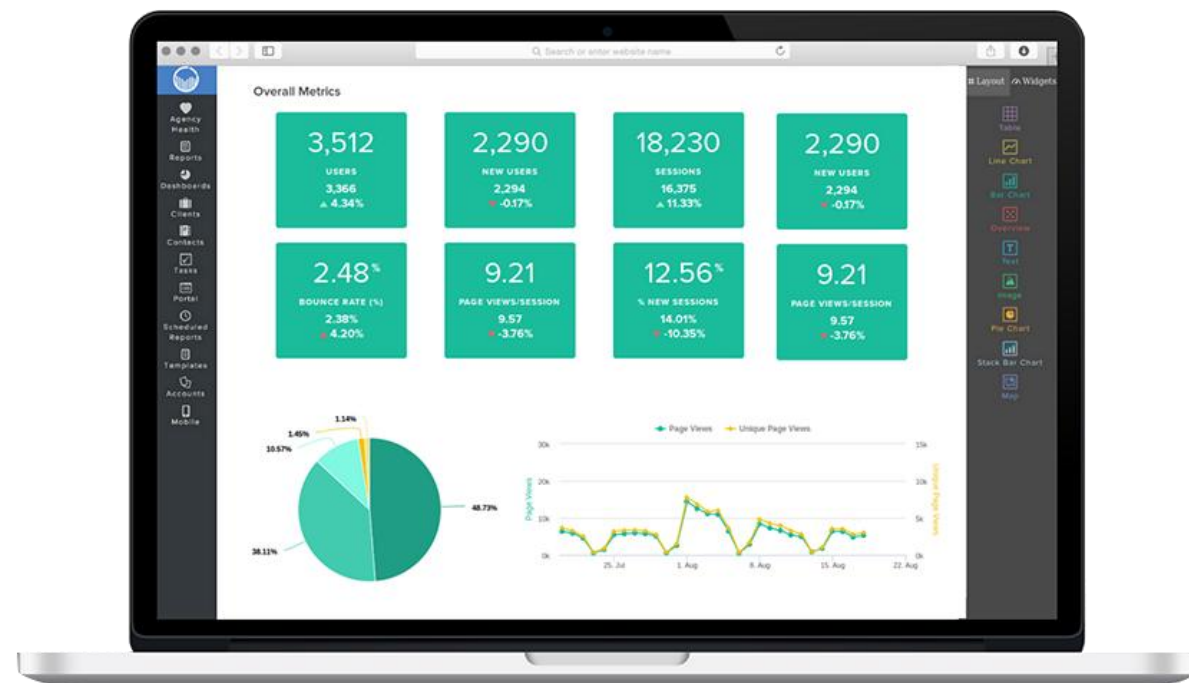 Search or enter website name
Layout
Widgets
Agency
Health
Reports
Dashboards
Clients
Contacts
Tasks
Portal
Scheduled
Reports
Templates
Accounts
Mobile
Overall Metrics
3,512
USERS
3,366
4.34%
2,290
NEW USERS
2,294
-0.17%
18,230
SESSIONS
16,375
11.33%
2,290
NEW USERS
2,294
-0.17%
2.48%
BOUNCE RATE (%)
2.38%
4.20%
9.21
PAGE VIEWS/SESSION
9.57
-3.76%
12.56%
% NEW SESSIONS
14.01%
-10.35%
9.21
PAGE VIEWS/SESSION
9.57
-3.76%
1.14%
1.45%
10.57%
48.73%
38.11%
Page Views
Unique Page Views
30k
20k
10k
0k
Page Views
15k
10k
5k
0k
Unique Page Views
25. Jul
1. Aug
8. Aug
15. Aug
22. Aug
Table
Line Chart
Bar Chart
Overview
Text
Image
Pie Chart
Stack Bar Chart
Map